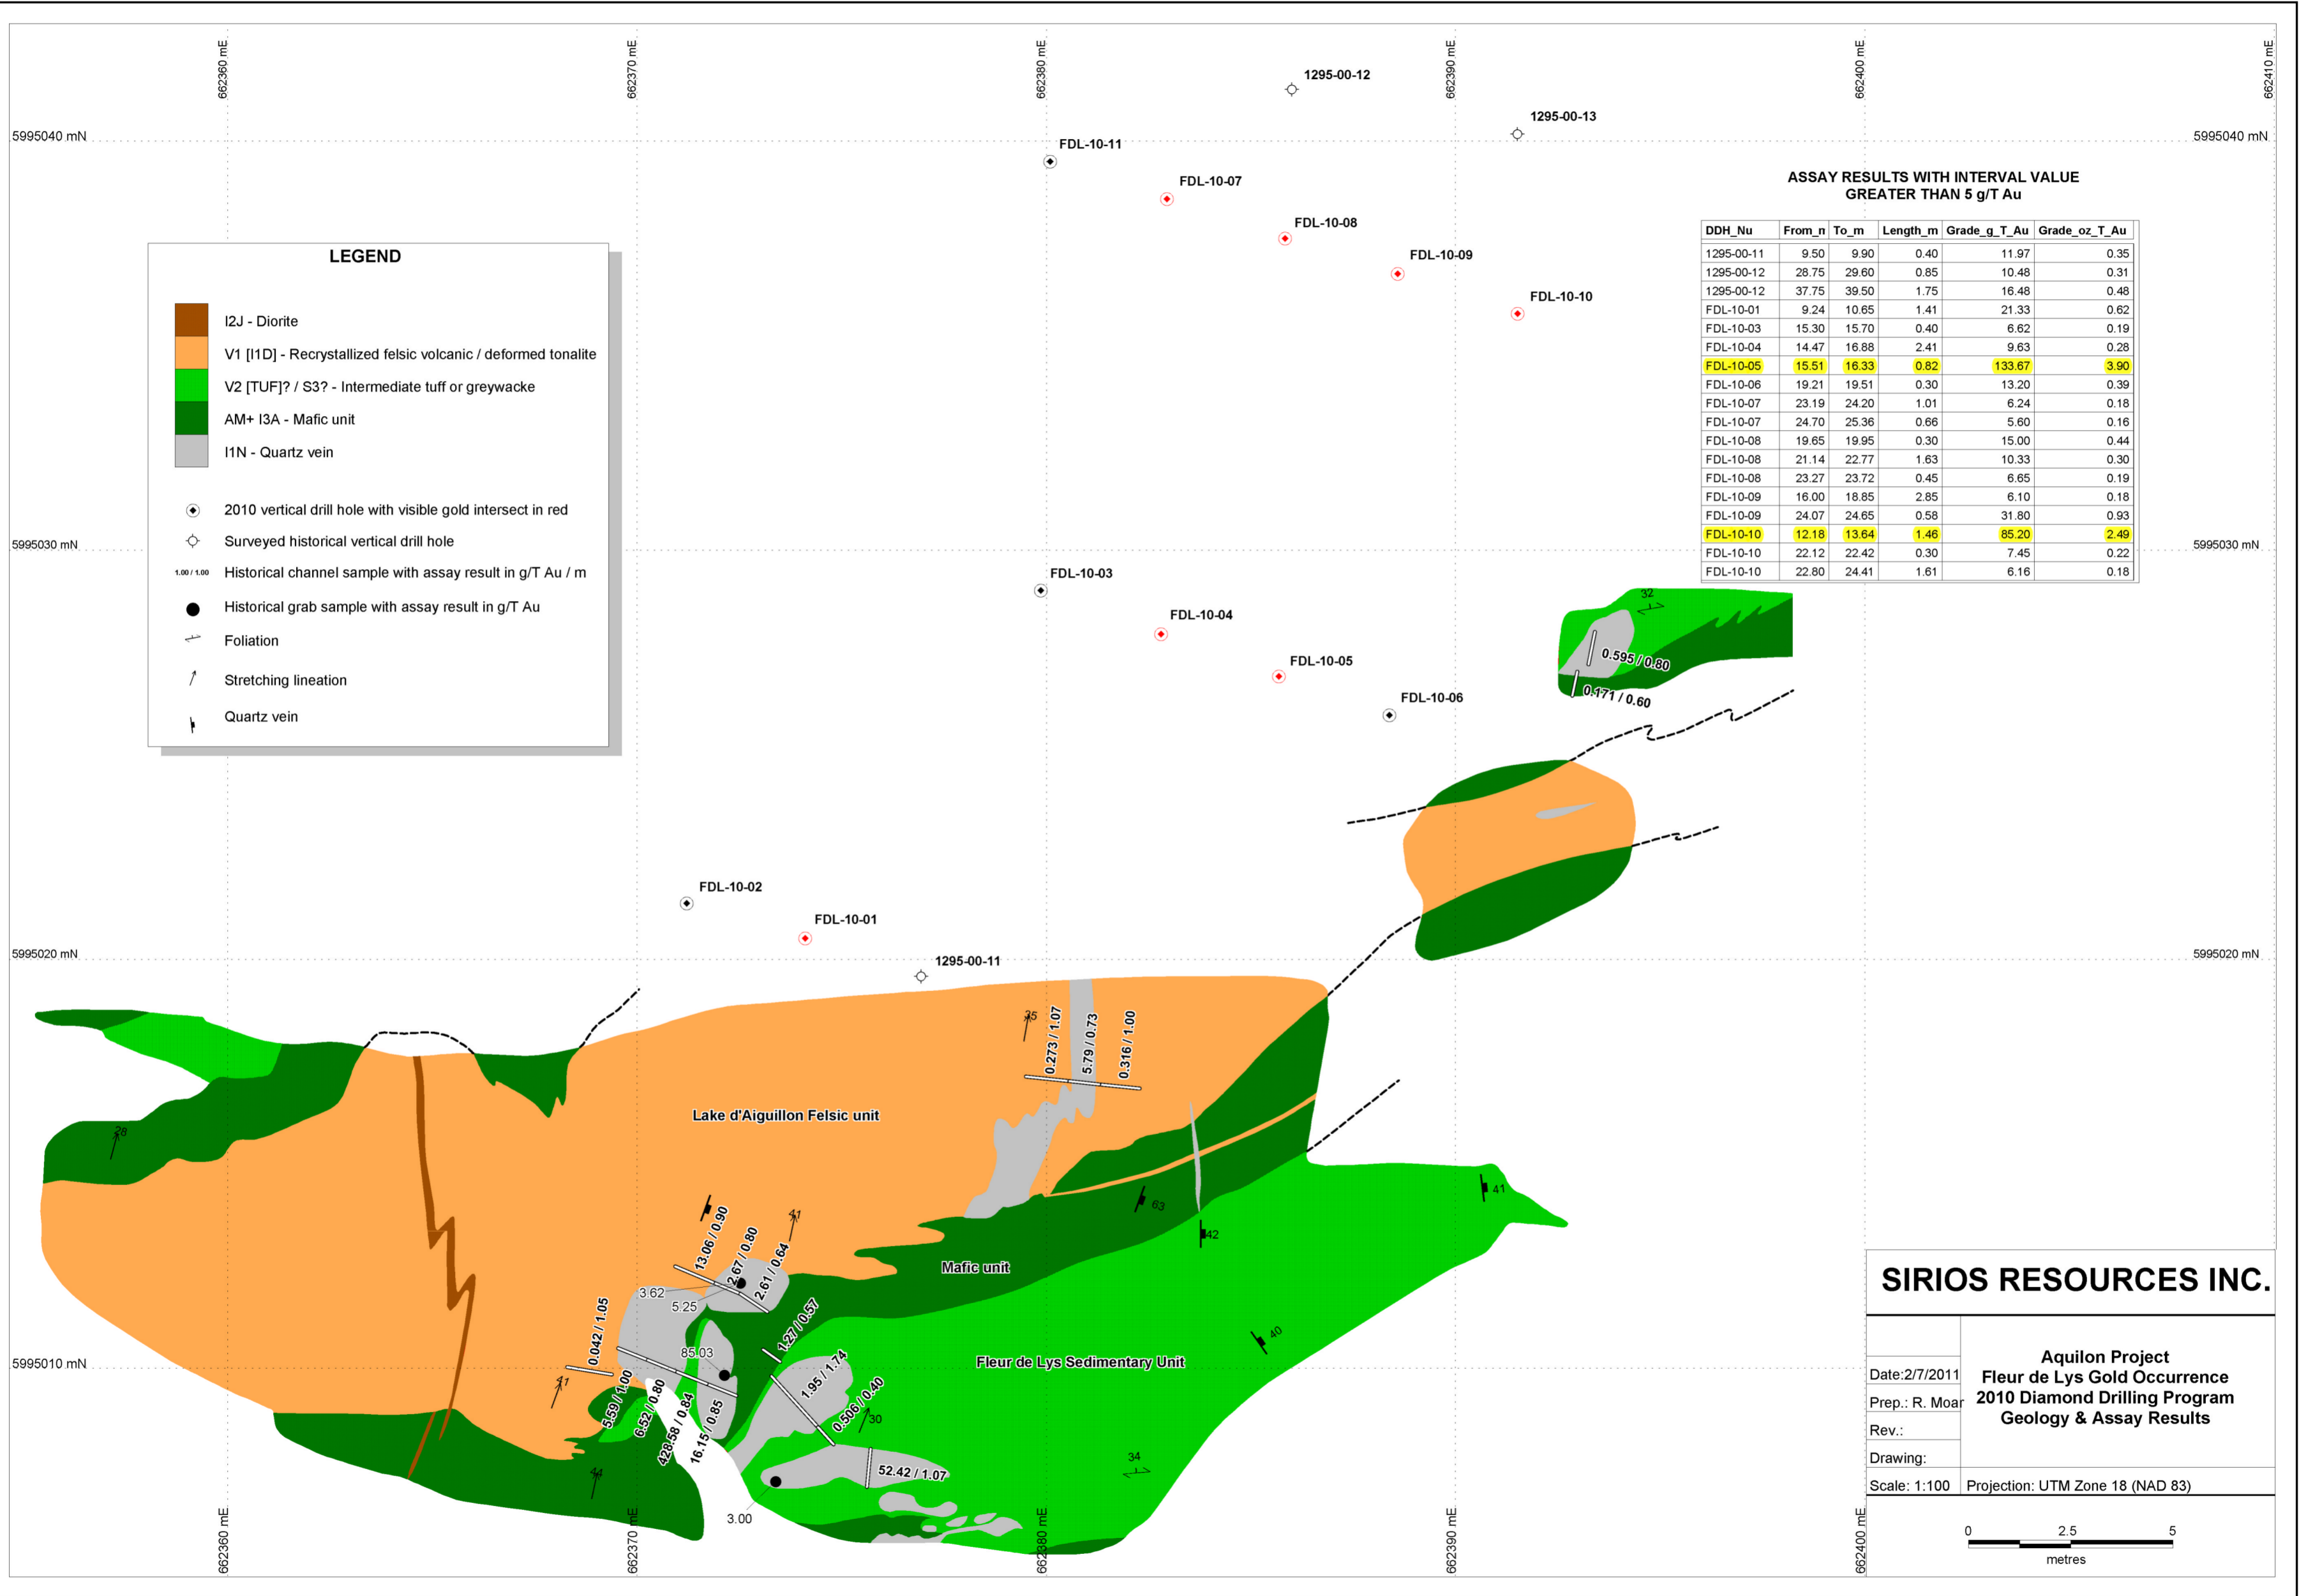 662360 mE
662370 mE
662380 mE
662390 mE
662400 mE
662410 mE
1295-00-12
1295-00-13
5995040 mN
5995040 mN
FDL-10-11
FDL-10-07
FDL-10-08
FDL-10-09
FDL-10-10
ASSAY RESULTS WITH INTERVAL VALUE
GREATER THAN 5 g/T Au
DDH_Nu From_n To_m Length_m Grade_g_T_Au Grade_oz_T_Au
1295-00-11 9.50 9.90 0.40 11.97 0.35
1295-00-12 28.75 29.60 0.85 10.48 0.31
1295-00-12 37.75 39.50 1.75 16.48 0.48
FDL-10-01 9.24 10.65 1.41 21.33 0.62
FDL-10-03 15.30 15.70 0.40 6.62 0.19
FDL-10-04 14.47 16.88 2.41 9.63 0.28
FDL-10-05 15.51 16.33 0.82 133.67 3.90
FDL-10-06 19.21 19.51 0.30 13.20 0.39
FDL-10-07 23.19 24.20 1.01 6.24 0.18
FDL-10-07 24.70 25.36 0.66 5.60 0.16
FDL-10-08 19.65 19.95 0.30 15.00 0.44
FDL-10-08 21.14 22.77 1.63 10.33 0.30
FDL-10-08 23.27 23.72 0.45 6.65 0.19
FDL-10-09 16.00 18.85 2.85 6.10 0.18
FDL-10-09 24.07 24.65 0.58 31.80 0.93
FDL-10-10 12.18 13.64 1.46 85.20 2.49
FDL-10-10 22.12 22.42 0.30 7.45 0.22
FDL-10-10 22.80 24.41 1.61 6.16 0.18
LEGEND
I2J - Diorite
V1 [I1D] - Recrystallized felsic volcanic / deformed tonalite
V2 [TUF]? / S3? - Intermediate tuff or greywacke
AM+ I3A - Mafic unit
I1N - Quartz vein
2010 vertical drill hole with visible gold intersect in red
Surveyed historical vertical drill hole
1.00 / 1.00 Historical channel sample with assay result in g/T Au / m
Historical grab sample with assay result in g/T Au
Foliation
Stretching lineation
Quartz vein
5995030 mN
5995030 mN
FDL-10-03
FDL-10-04
FDL-10-05
FDL-10-06
32
0.595 / 0.80
0.171 / 0.60
FDL-10-02
FDL-10-01
1295-00-11
5995020 mN
5995020 mN
35
0.273 / 1.07
5.79 / 0.73
0.316 / 1.00
Lake d'Aiguillon Felsic unit
28
63
41
42
41
13.06 / 0.90
2.67 / 0.80
2.61 / 0.64
Mafic unit
3.62
5.25
0.042 / 1.05
1.27 / 0.57
40
85.03
Fleur de Lys Sedimentary Unit
5995010 mN
41
1.95 / 1.74
0.506 / 0.40
30
5.59 / 1.00
6.52 / 0.80
428.58 / 0.84
16.15 / 0.85
44
34
52.42 / 1.07
3.00
SIRIOS RESOURCES INC.
Aquilon Project
Fleur de Lys Gold Occurrence
2010 Diamond Drilling Program
Geology & Assay Results
Date:2/7/2011
Prep.: R. Moar
Rev.:
Drawing:
Scale: 1:100
Projection: UTM Zone 18 (NAD 83)
0 2.5 5
metres
662360 mE
662370 mE
662380 mE
662390 mE
662400 mE